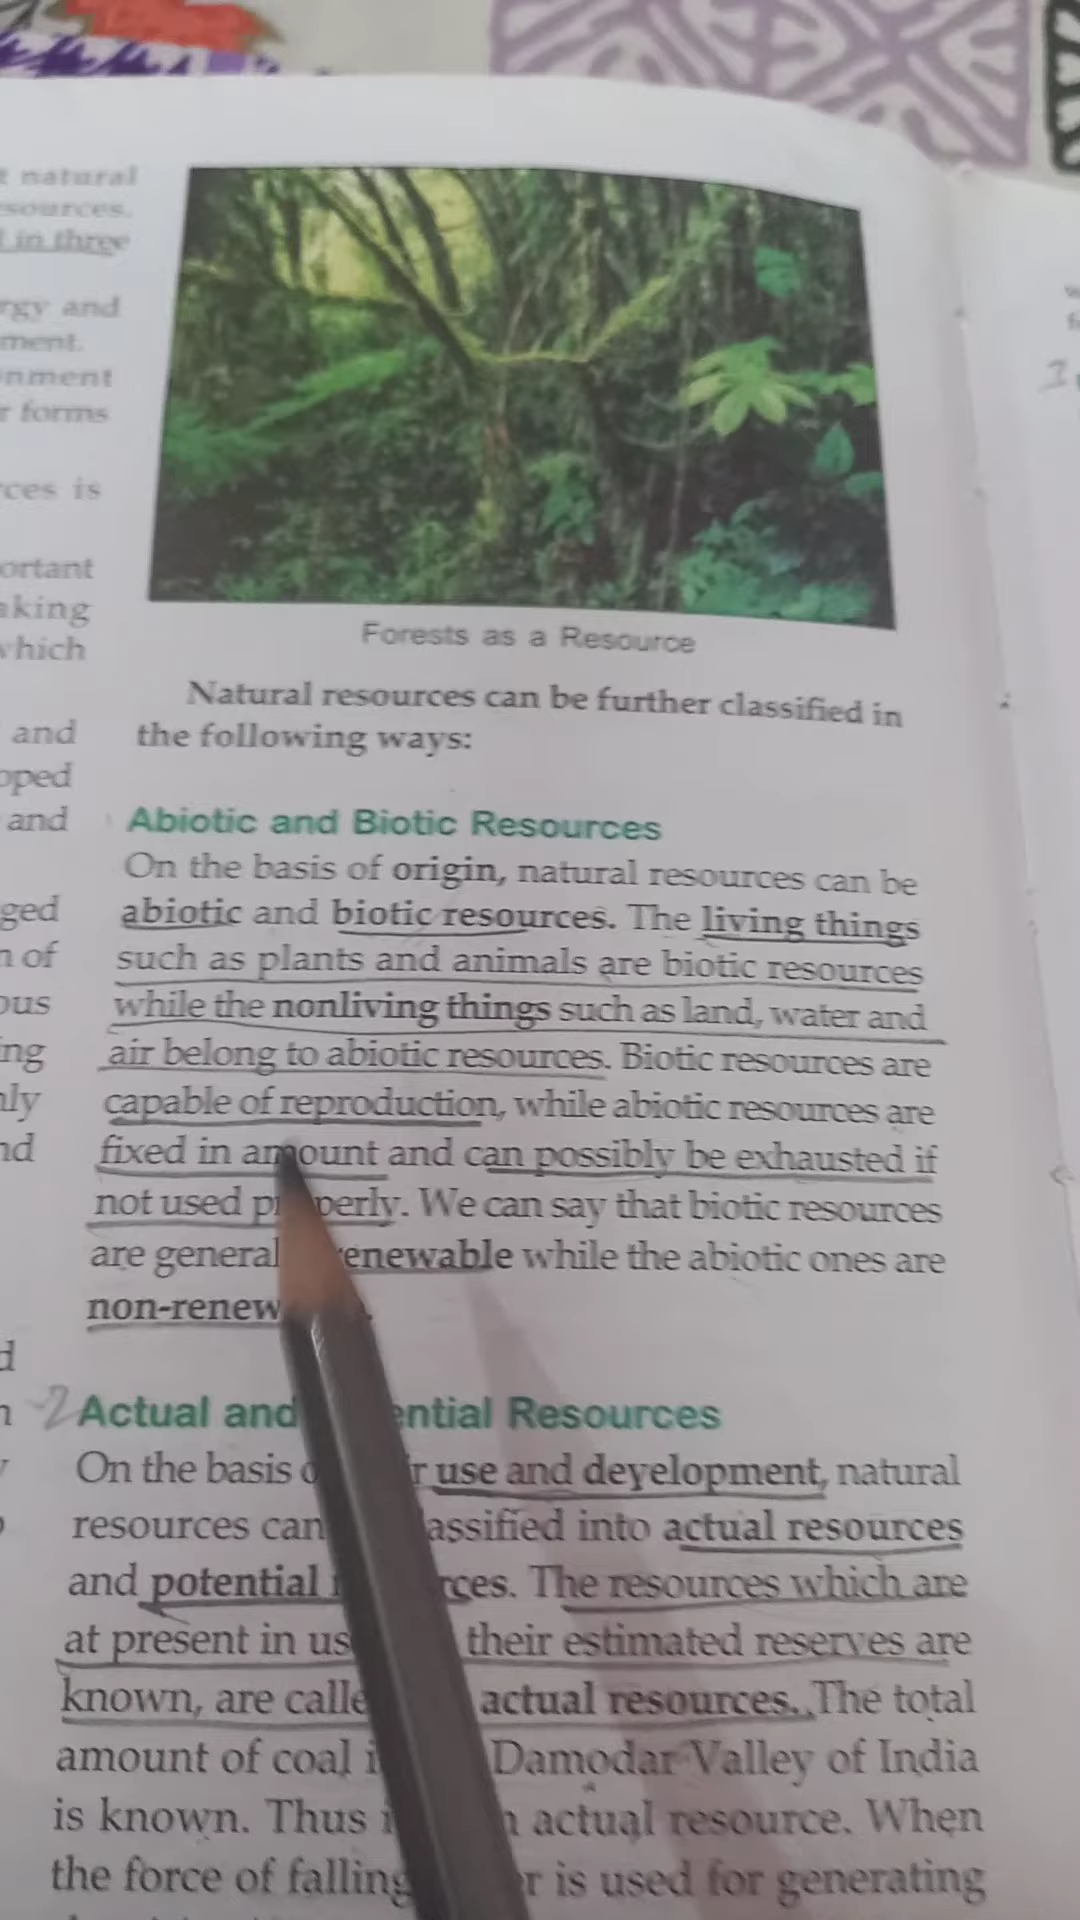 t natural
sources.
l in three
rgy and
ment.
nment
r forms
rces is
ortant
aking
which
and
oped
and
ged
n of
ous
ing
nly
nd
d
n
Forests as a Resource
Natural resources can be further classified in
the following ways:
Abiotic and Biotic Resources
On the basis of origin, natural resources can be
abiotic and biotic resources. The living things
such as plants and animals are biotic resources
while the nonliving things such as land, water and
air belong to abiotic resources. Biotic resources are
capable of reproduction, while abiotic resources are
fixed in amount and can possibly be exhausted if
not used p perly. We can say that biotic resources
are general enewable while the abiotic ones are
non-renew .
2 Actual and ential Resources
On the basis r use and development, natural
resources can assified into actual resources
and potential rces. The resources which are
at present in us their estimated reserves are
known, are calle actual resources. The total
amount of coal i Damodar Valley of India
is known. Thus actual resource. When
the force of falling r is used for generating